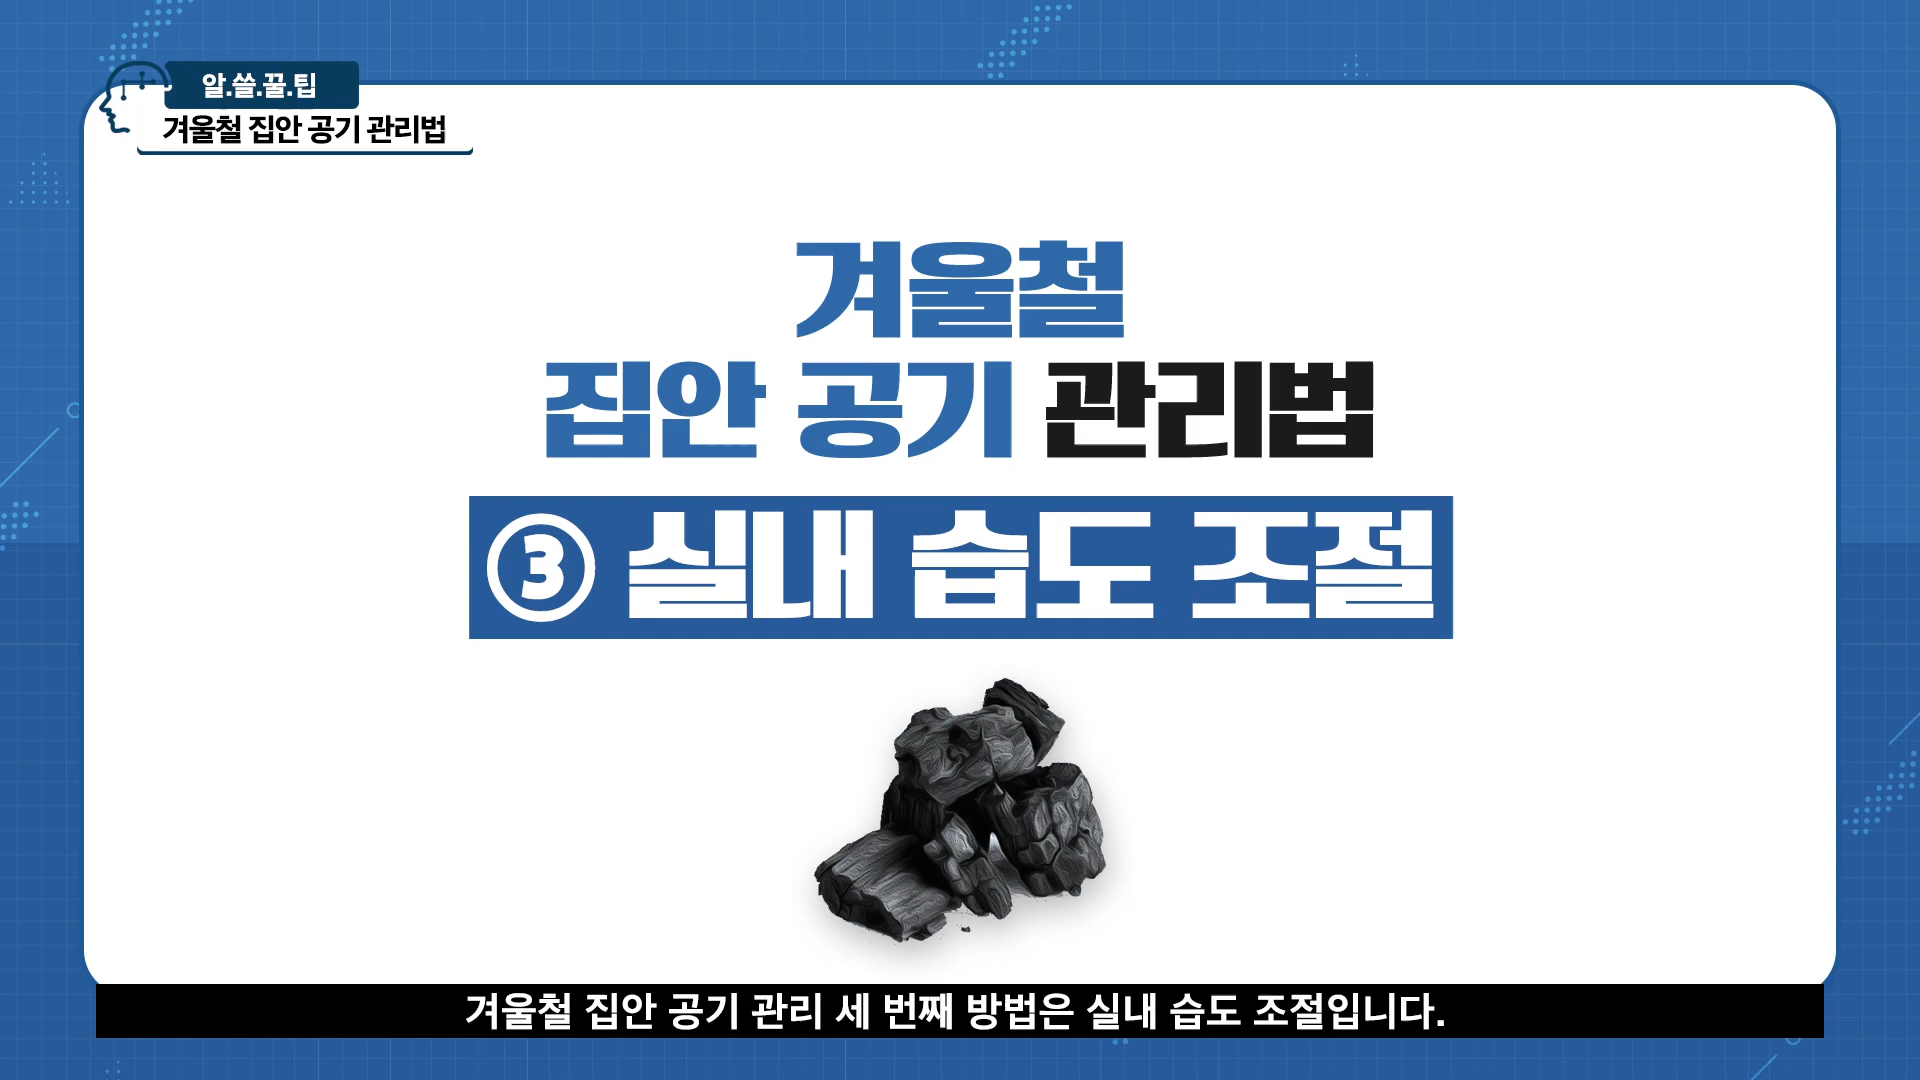 알.쓸.꿀.팁
겨울철 집안 공기 관리법
겨울철
집안 공기 관리법
③ 실내 습도 조절
겨울철 집안 공기 관리 세 번째 방법은 실내 습도 조절입니다.